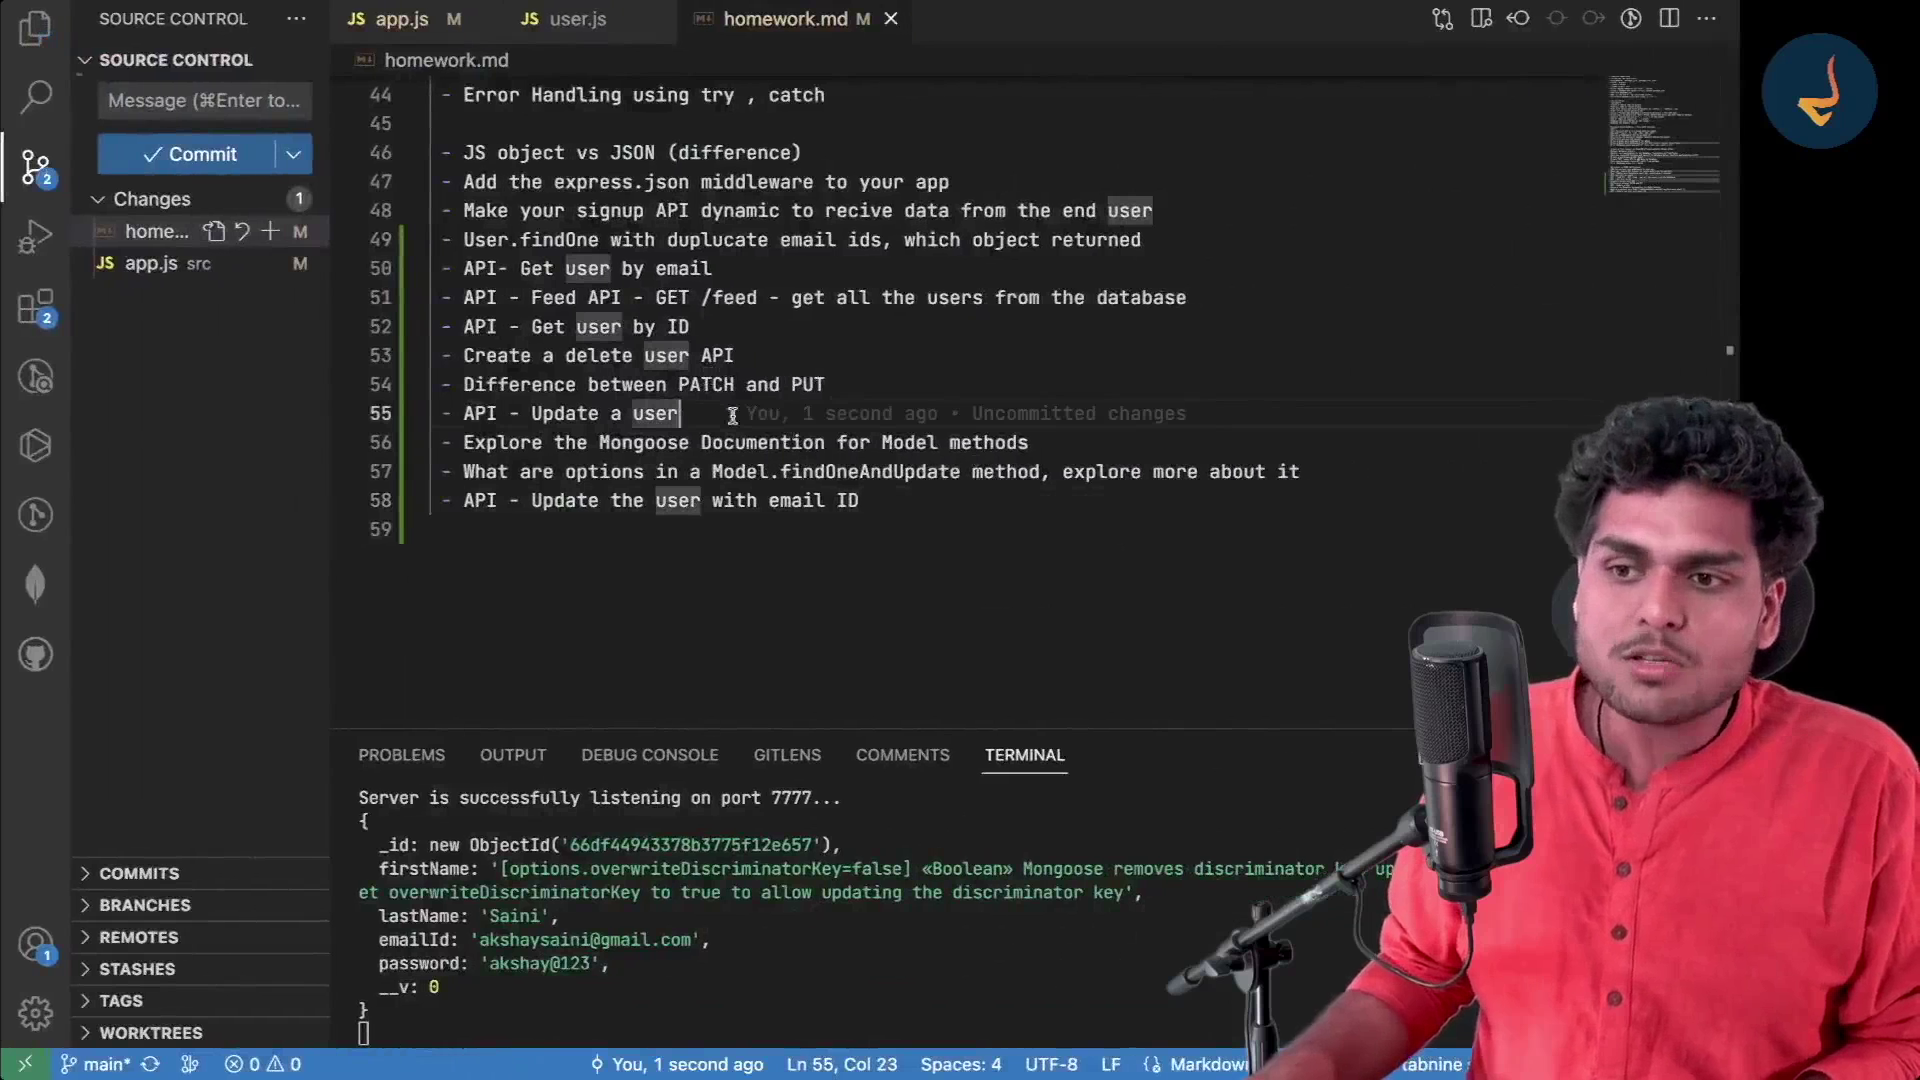 SOURCE CONTROL
JS app.js M
JS user.js
homework.md M
SOURCE CONTROL
homework.md
Message (⌘Enter to...
Commit
Changes 1
home... M
JS app.js src M
44 - Error Handling using try , catch
45
46 - JS object vs JSON (difference)
47 - Add the express.json middleware to your app
48 - Make your signup API dynamic to recive data from the end user
49 - User.findOne with duplucate email ids, which object returned
50 - API- Get user by email
51 - API - Feed API - GET /feed - get all the users from the database
52 - API - Get user by ID
53 - Create a delete user API
54 - Difference between PATCH and PUT
55 - API - Update a user You, 1 second ago • Uncommitted changes
56 - Explore the Mongoose Documention for Model methods
57 - What are options in a Model.findOneAndUpdate method, explore more about it
58 - API - Update the user with email ID
59
2
2
1
PROBLEMS OUTPUT DEBUG CONSOLE GITLENS COMMENTS TERMINAL
Server is successfully listening on port 7777...
{
_id: new ObjectId('66df44943378b3775f12e657'),
firstName: '[options.overwriteDiscriminatorKey=false] «Boolean» Mongoose removes discriminator
et overwriteDiscriminatorKey to true to allow updating the discriminator key',
lastName: 'Saini',
emailId: 'akshaysaini@gmail.com',
password: 'akshay@123',
__v: 0
}
COMMITS
BRANCHES
REMOTES
STASHES
TAGS
WORKTREES
main* 0 0 You, 1 second ago Ln 55, Col 23 Spaces: 4 UTF-8 LF tabnine